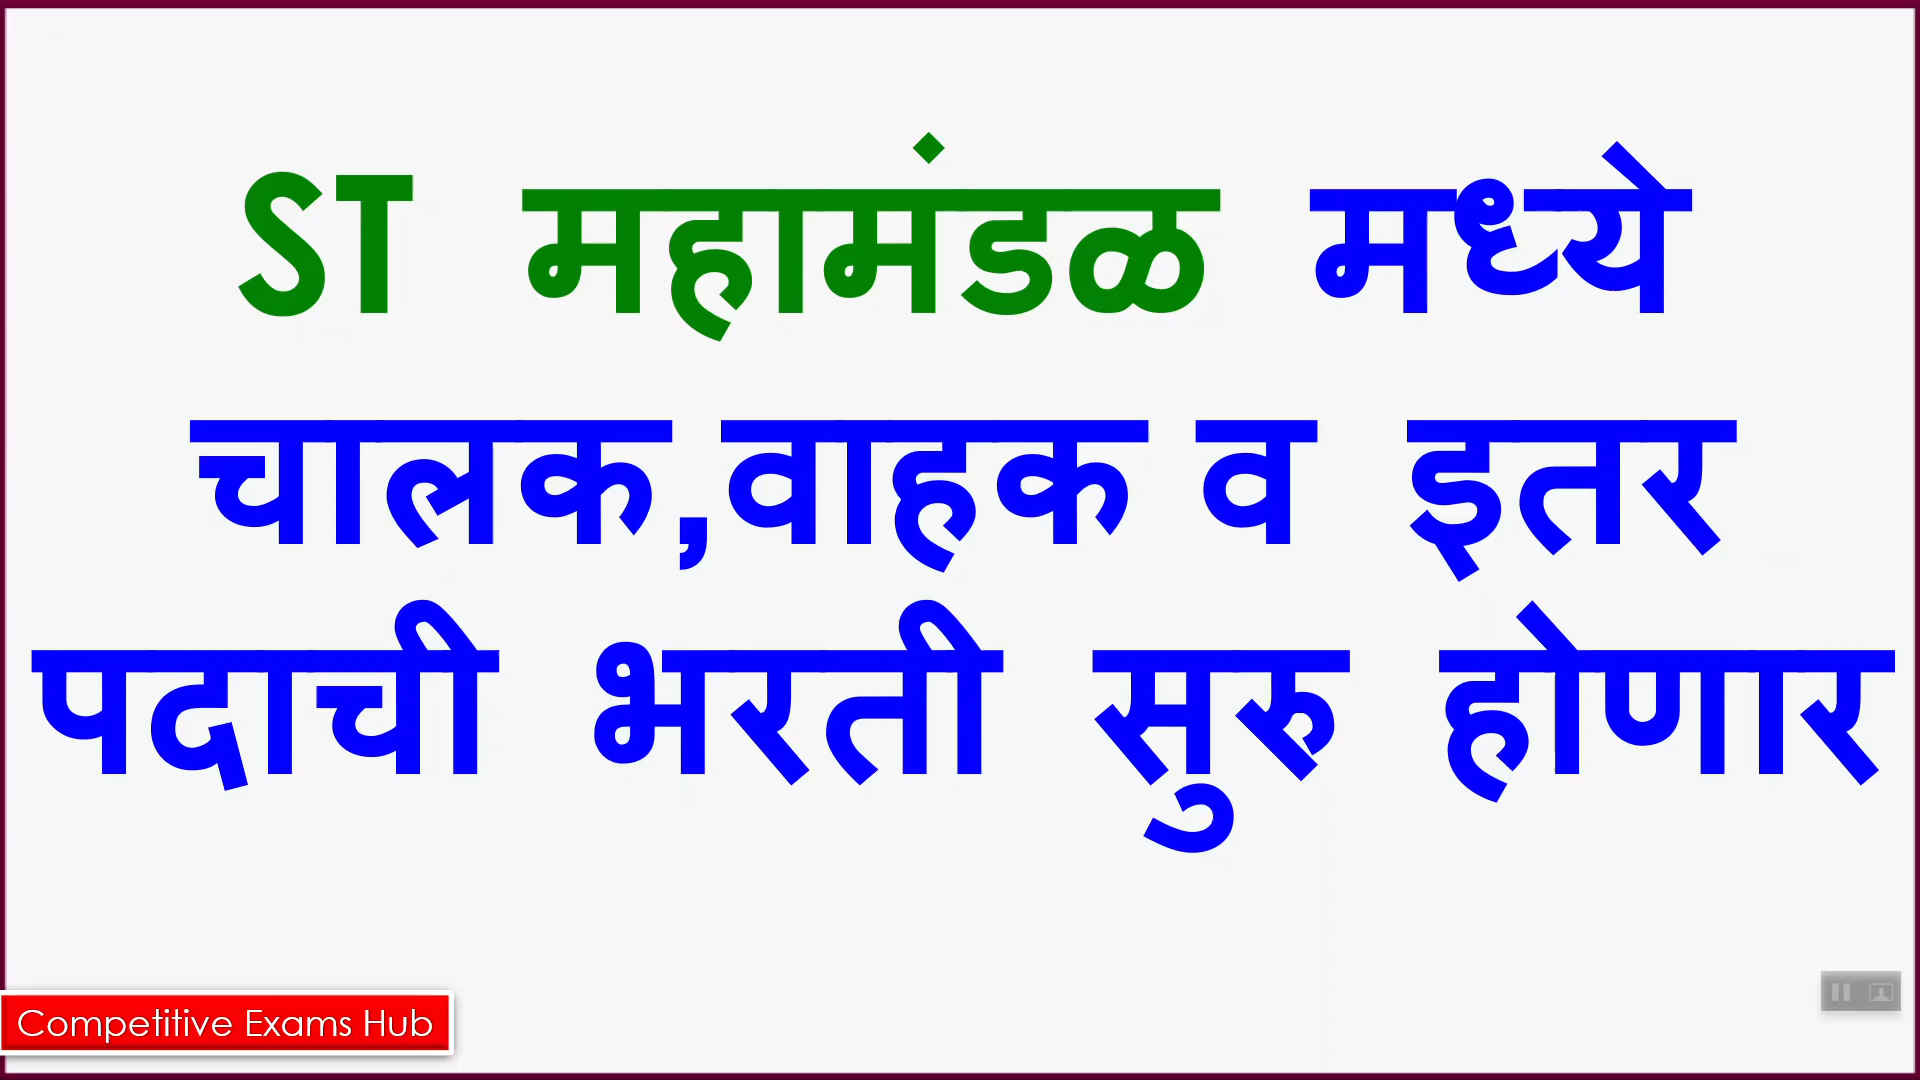 ST महामंडळ मध्ये
चालक,वाहक व इतर
पदाची भरती सुरु होणार
Competitive Exams Hub